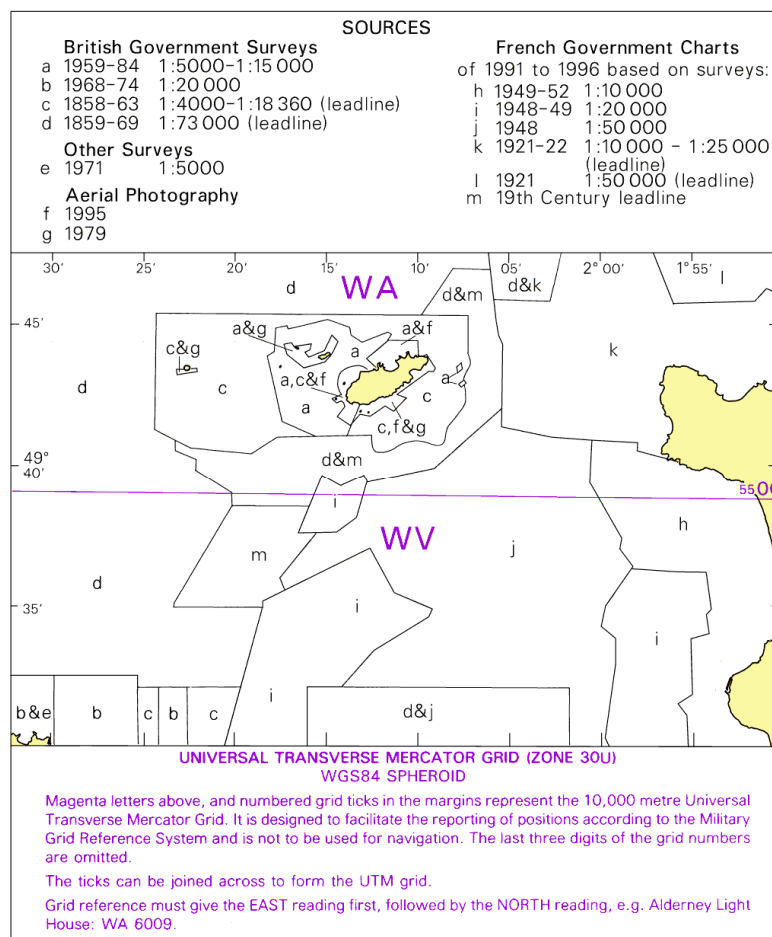 SOURCES
British Government Surveys
a 1959-84 1:5000-1:15 000
b 1968-74 1:20 000
c 1858-63 1:4000-1:18 360 (leadline)
d 1859-69 1:73 000 (leadline)
Other Surveys
e 1971 1:5000
Aerial Photography
f 1995
g 1979
French Government Charts
of 1991 to 1996 based on surveys:
h 1949-52 1:10 000
i 1948-49 1:20 000
j 1948 1:50 000
k 1921-22 1:10 000 - 1:25 000
(leadline)
l 1921 1:50 000 (leadline)
m 19th Century leadline
30' 25' 20' 15' 10' 05' 2° 00' 1° 55' l
d WA d&m d&k
45'
a&g a a&f
c&g k
d c a,c&f a c
a c,f&g
49°
40' d&m
i 5500
WV h
m j
d
35' i
i
i
b&e b c b c d&j
UNIVERSAL TRANSVERSE MERCATOR GRID (ZONE 30U)
WGS84 SPHEROID
Magenta letters above, and numbered grid ticks in the margins represent the 10,000 metre Universal
Transverse Mercator Grid. It is designed to facilitate the reporting of positions according to the Military
Grid Reference System and is not to be used for navigation. The last three digits of the grid numbers
are omitted.
The ticks can be joined across to form the UTM grid.
Grid reference must give the EAST reading first, followed by the NORTH reading, e.g. Alderney Light
House: WA 6009.